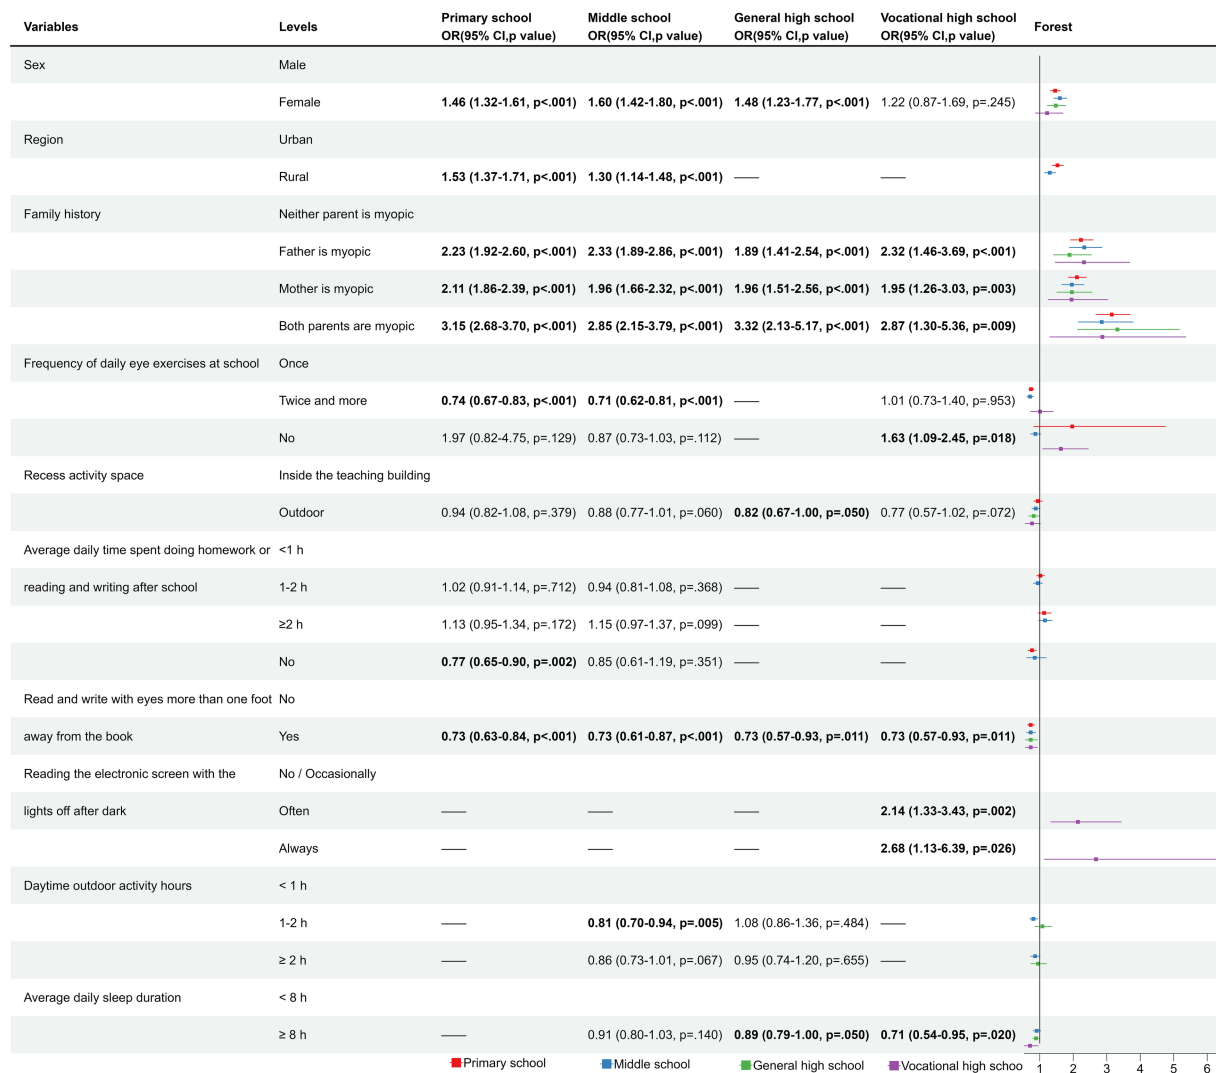 Variables Levels Primary school Middle school General high school Vocational high school Forest
OR(95% CI,p value) OR(95% CI,p value) OR(95% CI,p value) OR(95% CI,p value)
Sex Male
Female 1.46 (1.32-1.61, p<.001) 1.60 (1.42-1.80, p<.001) 1.48 (1.23-1.77, p<.001) 1.22 (0.87-1.69, p=.245)
Region Urban
Rural 1.53 (1.37-1.71, p<.001) 1.30 (1.14-1.48, p<.001) —— ——
Family history Neither parent is myopic
Father is myopic 2.23 (1.92-2.60, p<.001) 2.33 (1.89-2.86, p<.001) 1.89 (1.41-2.54, p<.001) 2.32 (1.46-3.69, p<.001)
Mother is myopic 2.11 (1.86-2.39, p<.001) 1.96 (1.66-2.32, p<.001) 1.96 (1.51-2.56, p<.001) 1.95 (1.26-3.03, p=.003)
Both parents are myopic 3.15 (2.68-3.70, p<.001) 2.85 (2.15-3.79, p<.001) 3.32 (2.13-5.17, p<.001) 2.87 (1.30-5.36, p=.009)
Frequency of daily eye exercises at school Once
Twice and more 0.74 (0.67-0.83, p<.001) 0.71 (0.62-0.81, p<.001) —— 1.01 (0.73-1.40, p=.953)
No 1.97 (0.82-4.75, p=.129) 0.87 (0.73-1.03, p=.112) —— 1.63 (1.09-2.45, p=.018)
Recess activity space Inside the teaching building
Outdoor 0.94 (0.82-1.08, p=.379) 0.88 (0.77-1.01, p=.060) 0.82 (0.67-1.00, p=.050) 0.77 (0.57-1.02, p=.072)
Average daily time spent doing homework or <1 h
reading and writing after school 1-2 h 1.02 (0.91-1.14, p=.712) 0.94 (0.81-1.08, p=.368) —— ——
≥2 h 1.13 (0.95-1.34, p=.172) 1.15 (0.97-1.37, p=.099) —— ——
No 0.77 (0.65-0.90, p=.002) 0.85 (0.61-1.19, p=.351) —— ——
Read and write with eyes more than one foot No
away from the book Yes 0.73 (0.63-0.84, p<.001) 0.73 (0.61-0.87, p<.001) 0.73 (0.57-0.93, p=.011) 0.73 (0.57-0.93, p=.011)
Reading the electronic screen with the No / Occasionally
lights off after dark Often —— —— —— 2.14 (1.33-3.43, p=.002)
Always —— —— —— 2.68 (1.13-6.39, p=.026)
Daytime outdoor activity hours < 1 h
1-2 h —— 0.81 (0.70-0.94, p=.005) 1.08 (0.86-1.36, p=.484) ——
≥ 2 h —— 0.86 (0.73-1.01, p=.067) 0.95 (0.74-1.20, p=.655) ——
Average daily sleep duration < 8 h
≥ 8 h —— 0.91 (0.80-1.03, p=.140) 0.89 (0.79-1.00, p=.050) 0.71 (0.54-0.95, p=.020)
Primary school Middle school General high school Vocational high schoo
1 2 3 4 5 6